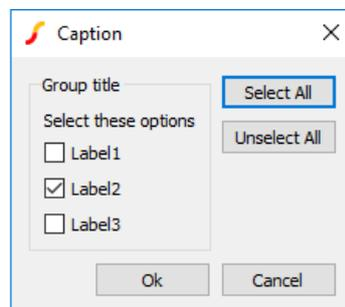 Caption
Group title
Select All
Select these options
Unselect All
Label1
Label2
Label3
Ok
Cancel